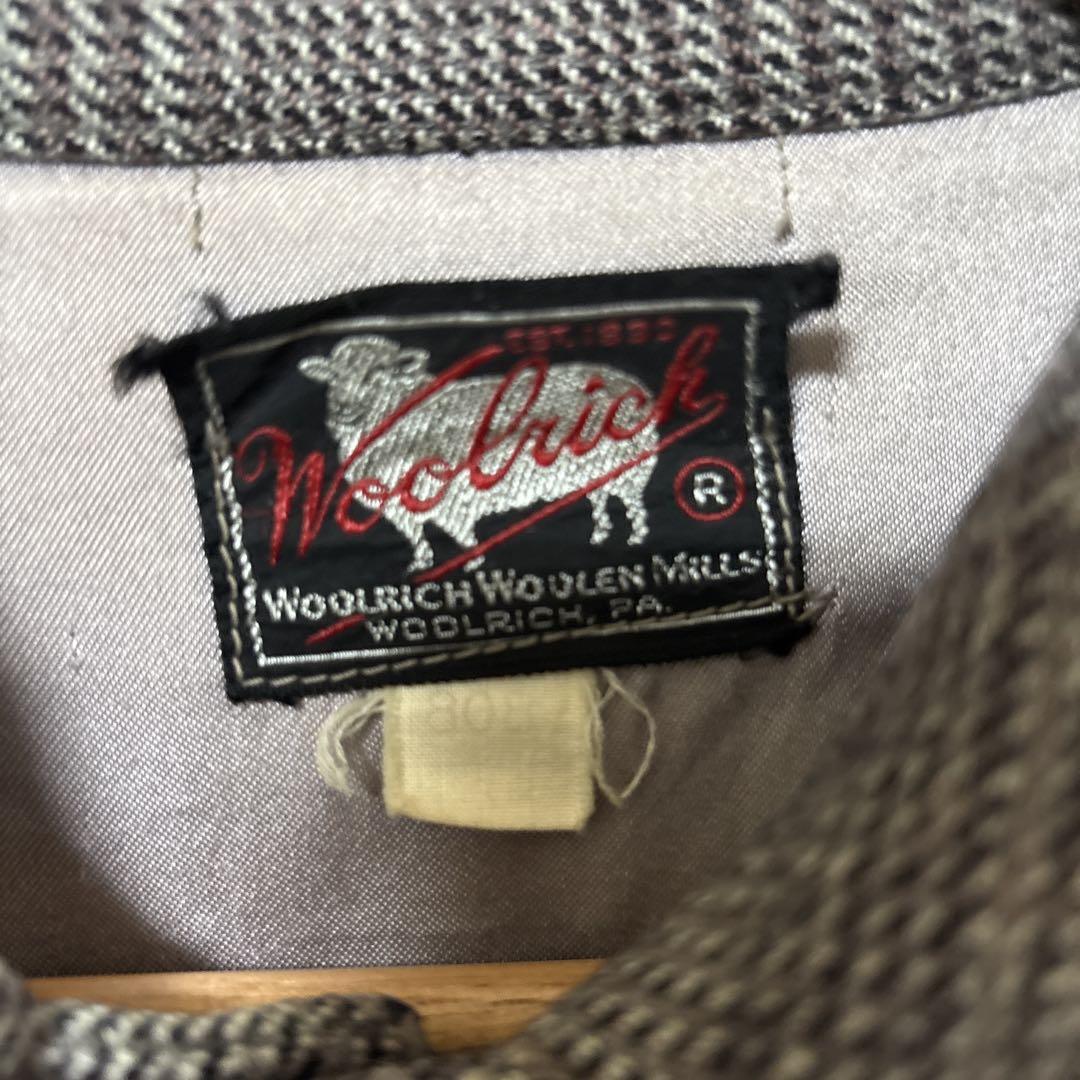 EST. 1830
Woolrich
R
WOOLRICH WOOLEN MILLS
WOOLRICH, PA.